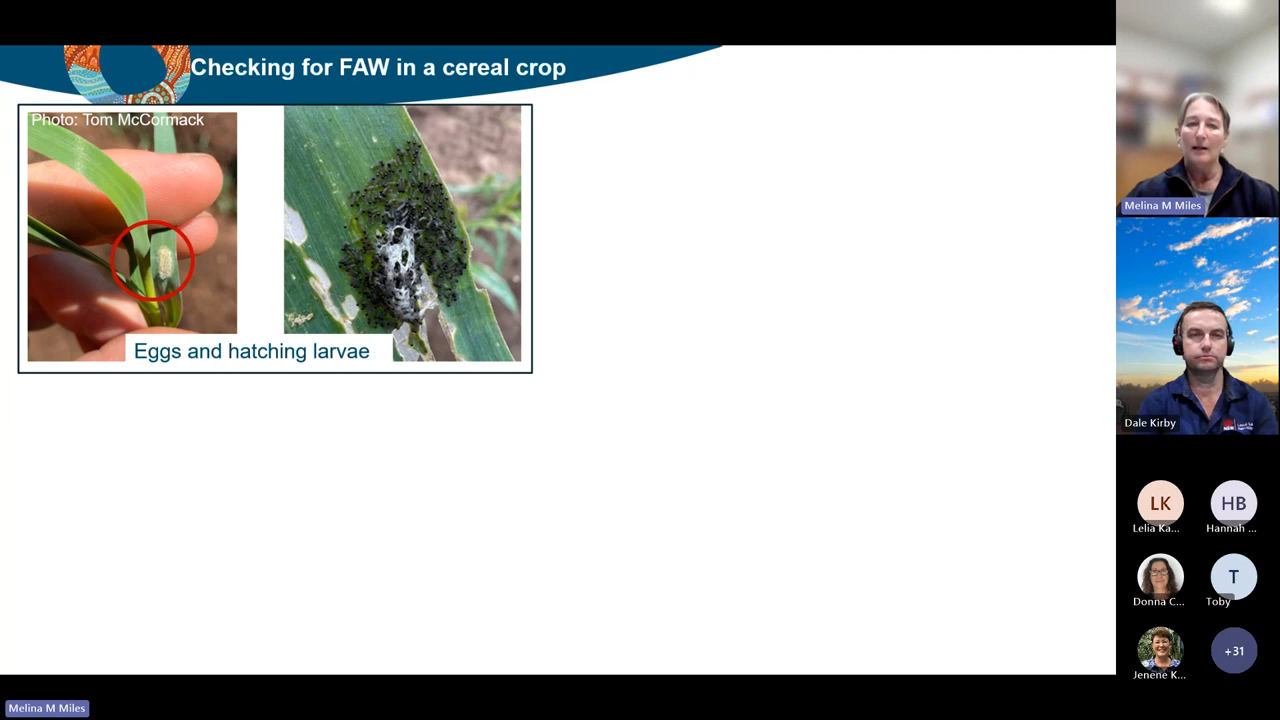 Checking for FAW in a cereal crop
Photo: Tom McCormack
Eggs and hatching larvae
Melina M Miles
Dale Kirby
NSW
LK
HB
Lelia Ka...
Hannah ...
T
Donna C...
Toby
+31
Jenene K...
Melina M Miles